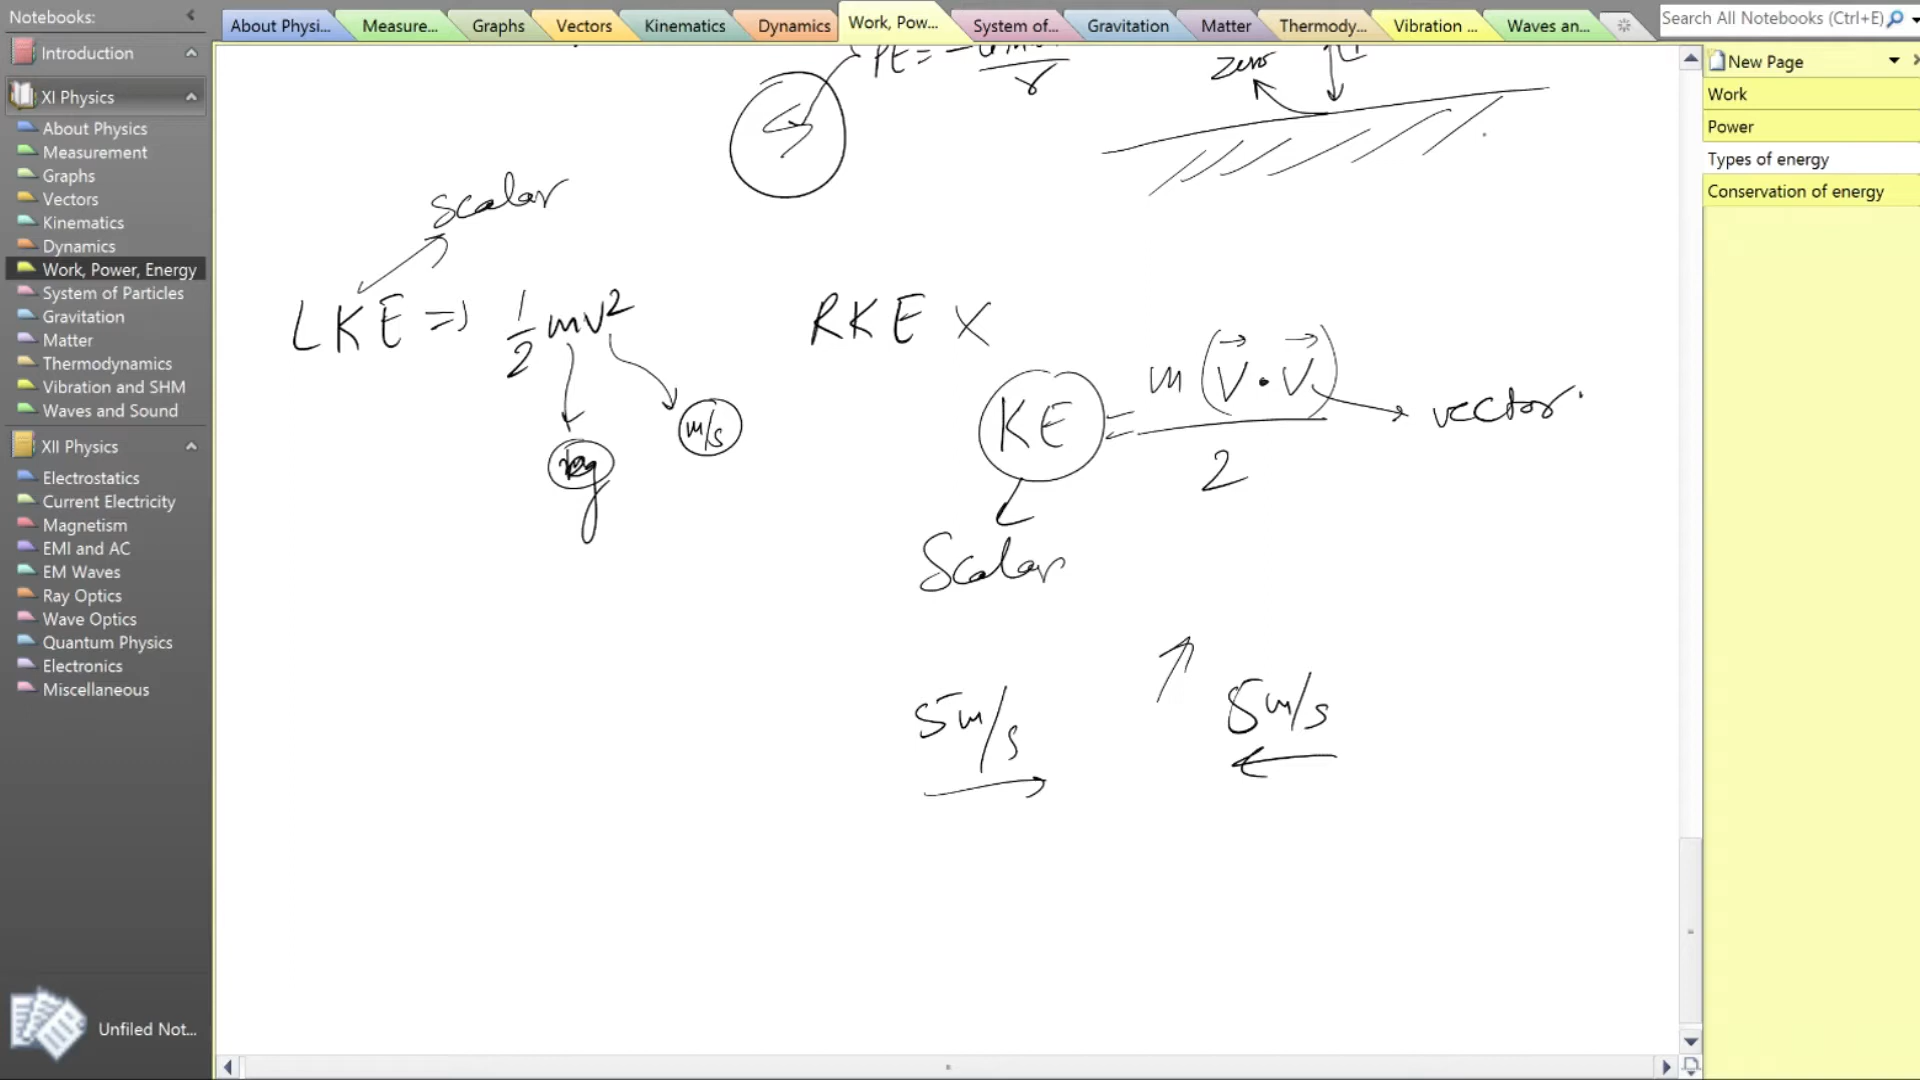 Notebooks:
Introduction
XI Physics
About Physics
Measurement
Graphs
Vectors
Kinematics
Dynamics
Work, Power, Energy
System of Particles
Gravitation
Matter
Thermodynamics
Vibration and SHM
Waves and Sound
XII Physics
Electrostatics
Current Electricity
Magnetism
EMI and AC
EM Waves
Ray Optics
Wave Optics
Quantum Physics
Electronics
Miscellaneous
Unfiled Not...
About Physi... Measure... Graphs Vectors Kinematics Dynamics Work, Pow... System of... Gravitation Matter Thermody... Vibration ... Waves an...
Search All Notebooks (Ctrl+E)
New Page
Work
Power
Types of energy
Conservation of energy
PE = -
r
zero
scalar
LKE => 1/2 mv²
kg
m/s
RKE X
KE = m(V⃗ • V⃗)/2
vector
Scalar
5m/s
5m/s